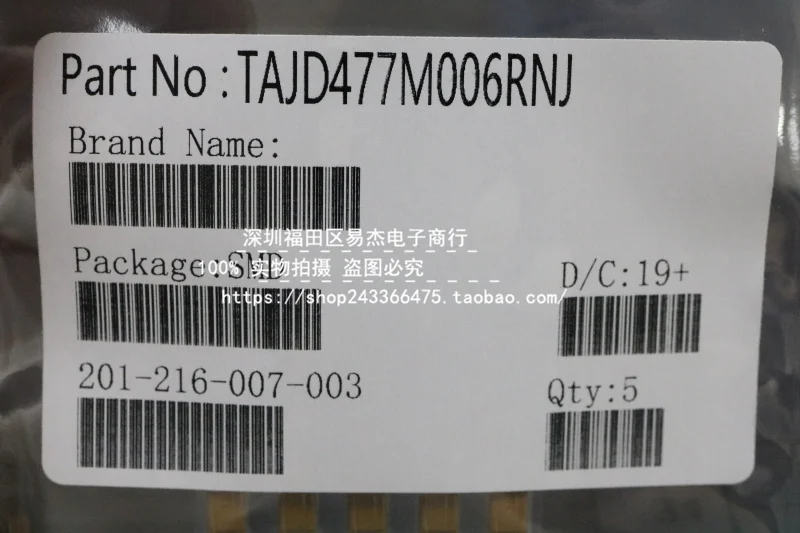 Part No :TAJD477M006RNJ
Brand Name:
深圳福田区易杰电子商行
Package:SMD
100% 实物拍摄 盗图必究
D/C:19+
https://shop243366475.taobao.com/
201-216-007-003
Qty:5